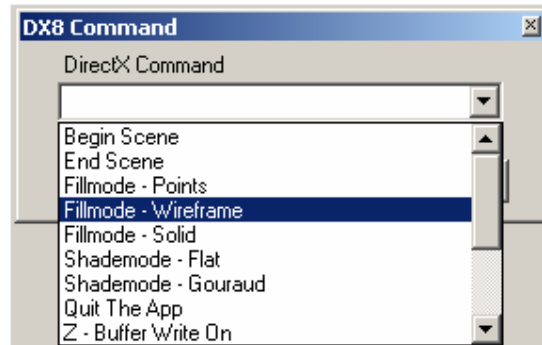 DX8 Command
DirectX Command
Begin Scene
End Scene
Fillmode - Points
Fillmode - Wireframe
Fillmode - Solid
Shademode - Flat
Shademode - Gouraud
Quit The App
Z - Buffer Write On